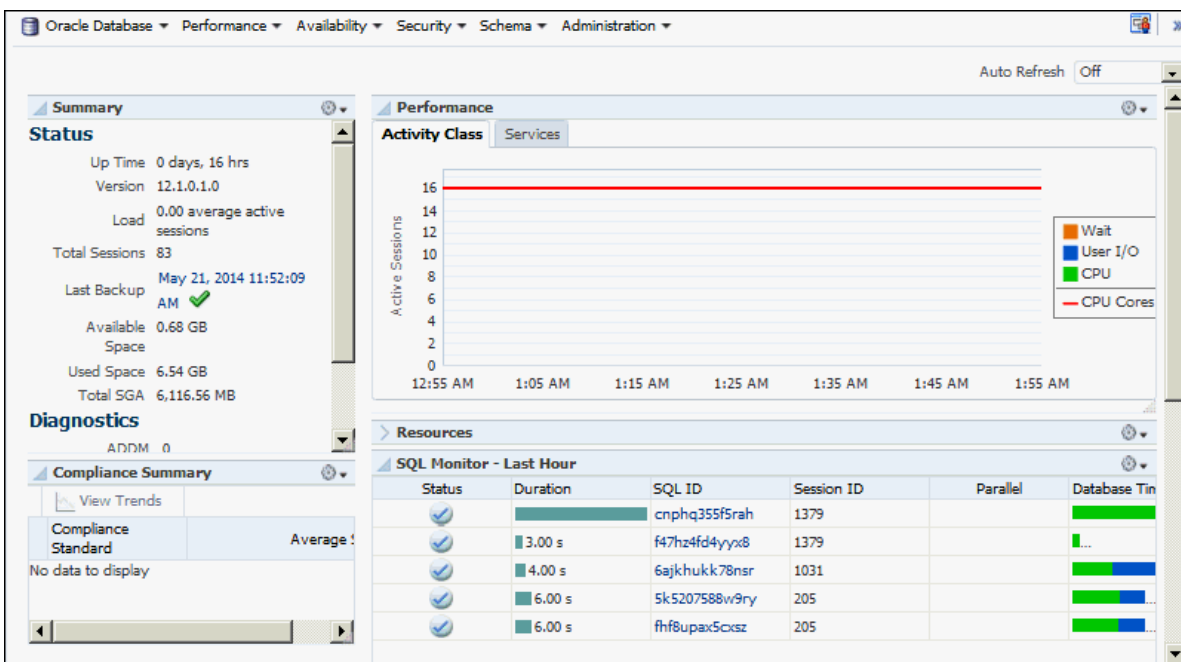 Oracle Database Performance Availability Security Schema Administration
Auto Refresh Off
Summary
Status
Up Time 0 days, 16 hrs
Version 12.1.0.1.0
Load 0.00 average active
sessions
Total Sessions 83
Last Backup May 21, 2014 11:52:09
AM
Available 0.68 GB
Space
Used Space 6.54 GB
Total SGA 6,116.56 MB
Diagnostics
ADDM 0
Compliance Summary
View Trends
Compliance
Standard
Average
No data to display
Performance
Activity Class Services
Active Sessions
16
14
12
10
8
6
4
2
0
12:55 AM 1:05 AM 1:15 AM 1:25 AM 1:35 AM 1:45 AM 1:55 AM
Wait
User I/O
CPU
CPU Cores
Resources
SQL Monitor - Last Hour
Status Duration SQL ID Session ID Parallel Database Tim
cnphq355f5rah 1379
3.00 s f47hz4fd4yyx8 1379
...
4.00 s 6ajkhukk78nsr 1031
6.00 s 5k5207588w9ry 205
...
6.00 s fhf8upax5cxsz 205
...